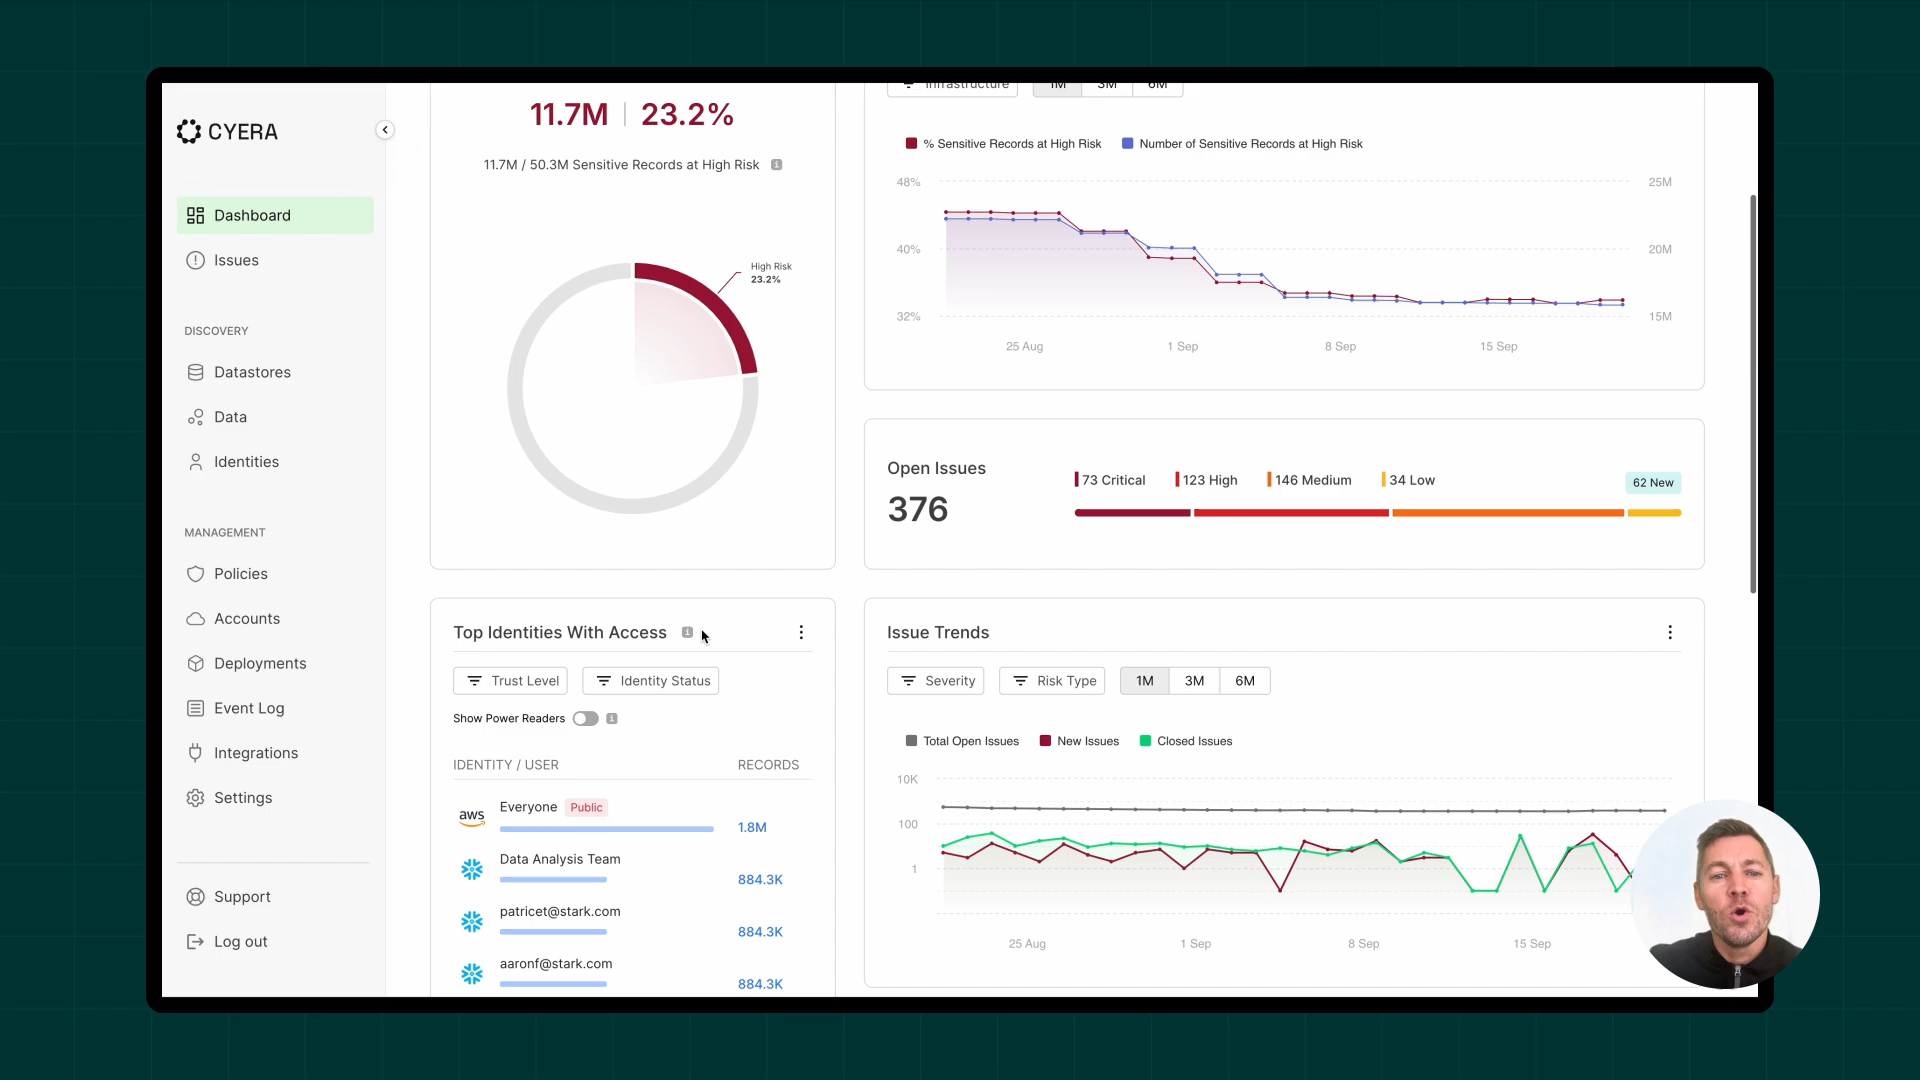 CYERA
Dashboard
Issues
DISCOVERY
Datastores
Data
Identities
MANAGEMENT
Policies
Accounts
Deployments
Event Log
Integrations
Settings
Support
Log out
11.7M | 23.2%
11.7M / 50.3M Sensitive Records at High Risk
High Risk
23.2%
Infrastructure 1M 3M 6M
% Sensitive Records at High Risk Number of Sensitive Records at High Risk
48% 25M
40% 20M
32% 15M
25 Aug 1 Sep 8 Sep 15 Sep
Open Issues
376
73 Critical 123 High 146 Medium 34 Low
62 New
Top Identities With Access
Trust Level Identity Status
Show Power Readers
IDENTITY / USER RECORDS
aws Everyone Public 1.8M
Data Analysis Team 884.3K
patricet@stark.com 884.3K
aaronf@stark.com 884.3K
Issue Trends
Severity Risk Type 1M 3M 6M
Total Open Issues New Issues Closed Issues
10K
100
1
25 Aug 1 Sep 8 Sep 15 Sep